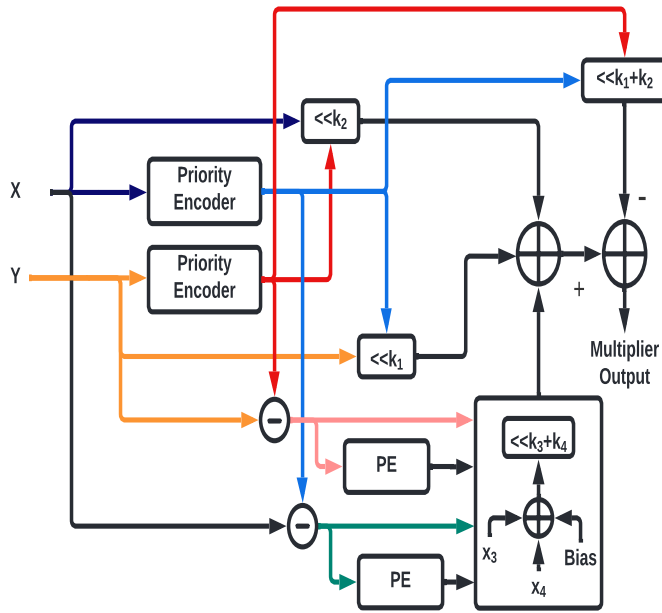 <<k₁+k₂
<<k₂
X
Priority
Encoder
-
Y
Priority
Encoder
+
<<k₁
Multiplier
Output
−
<<k₃+k₄
PE
−
x₃
Bias
x₄
PE